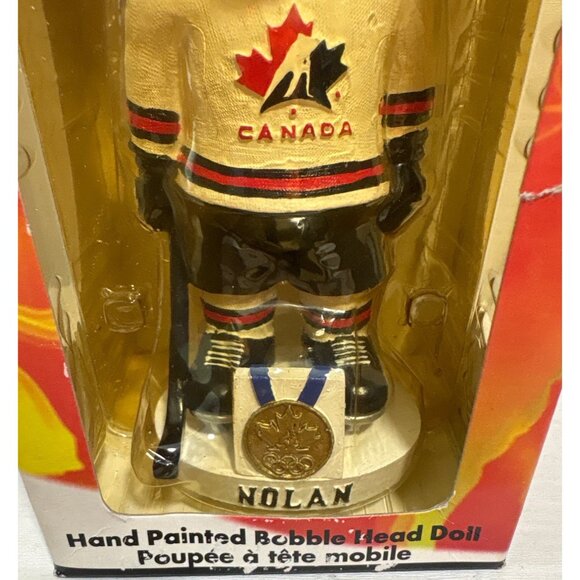 CANADA
NOLAN
Hand Painted Bobble Head Doll
Poupée à tête mobile